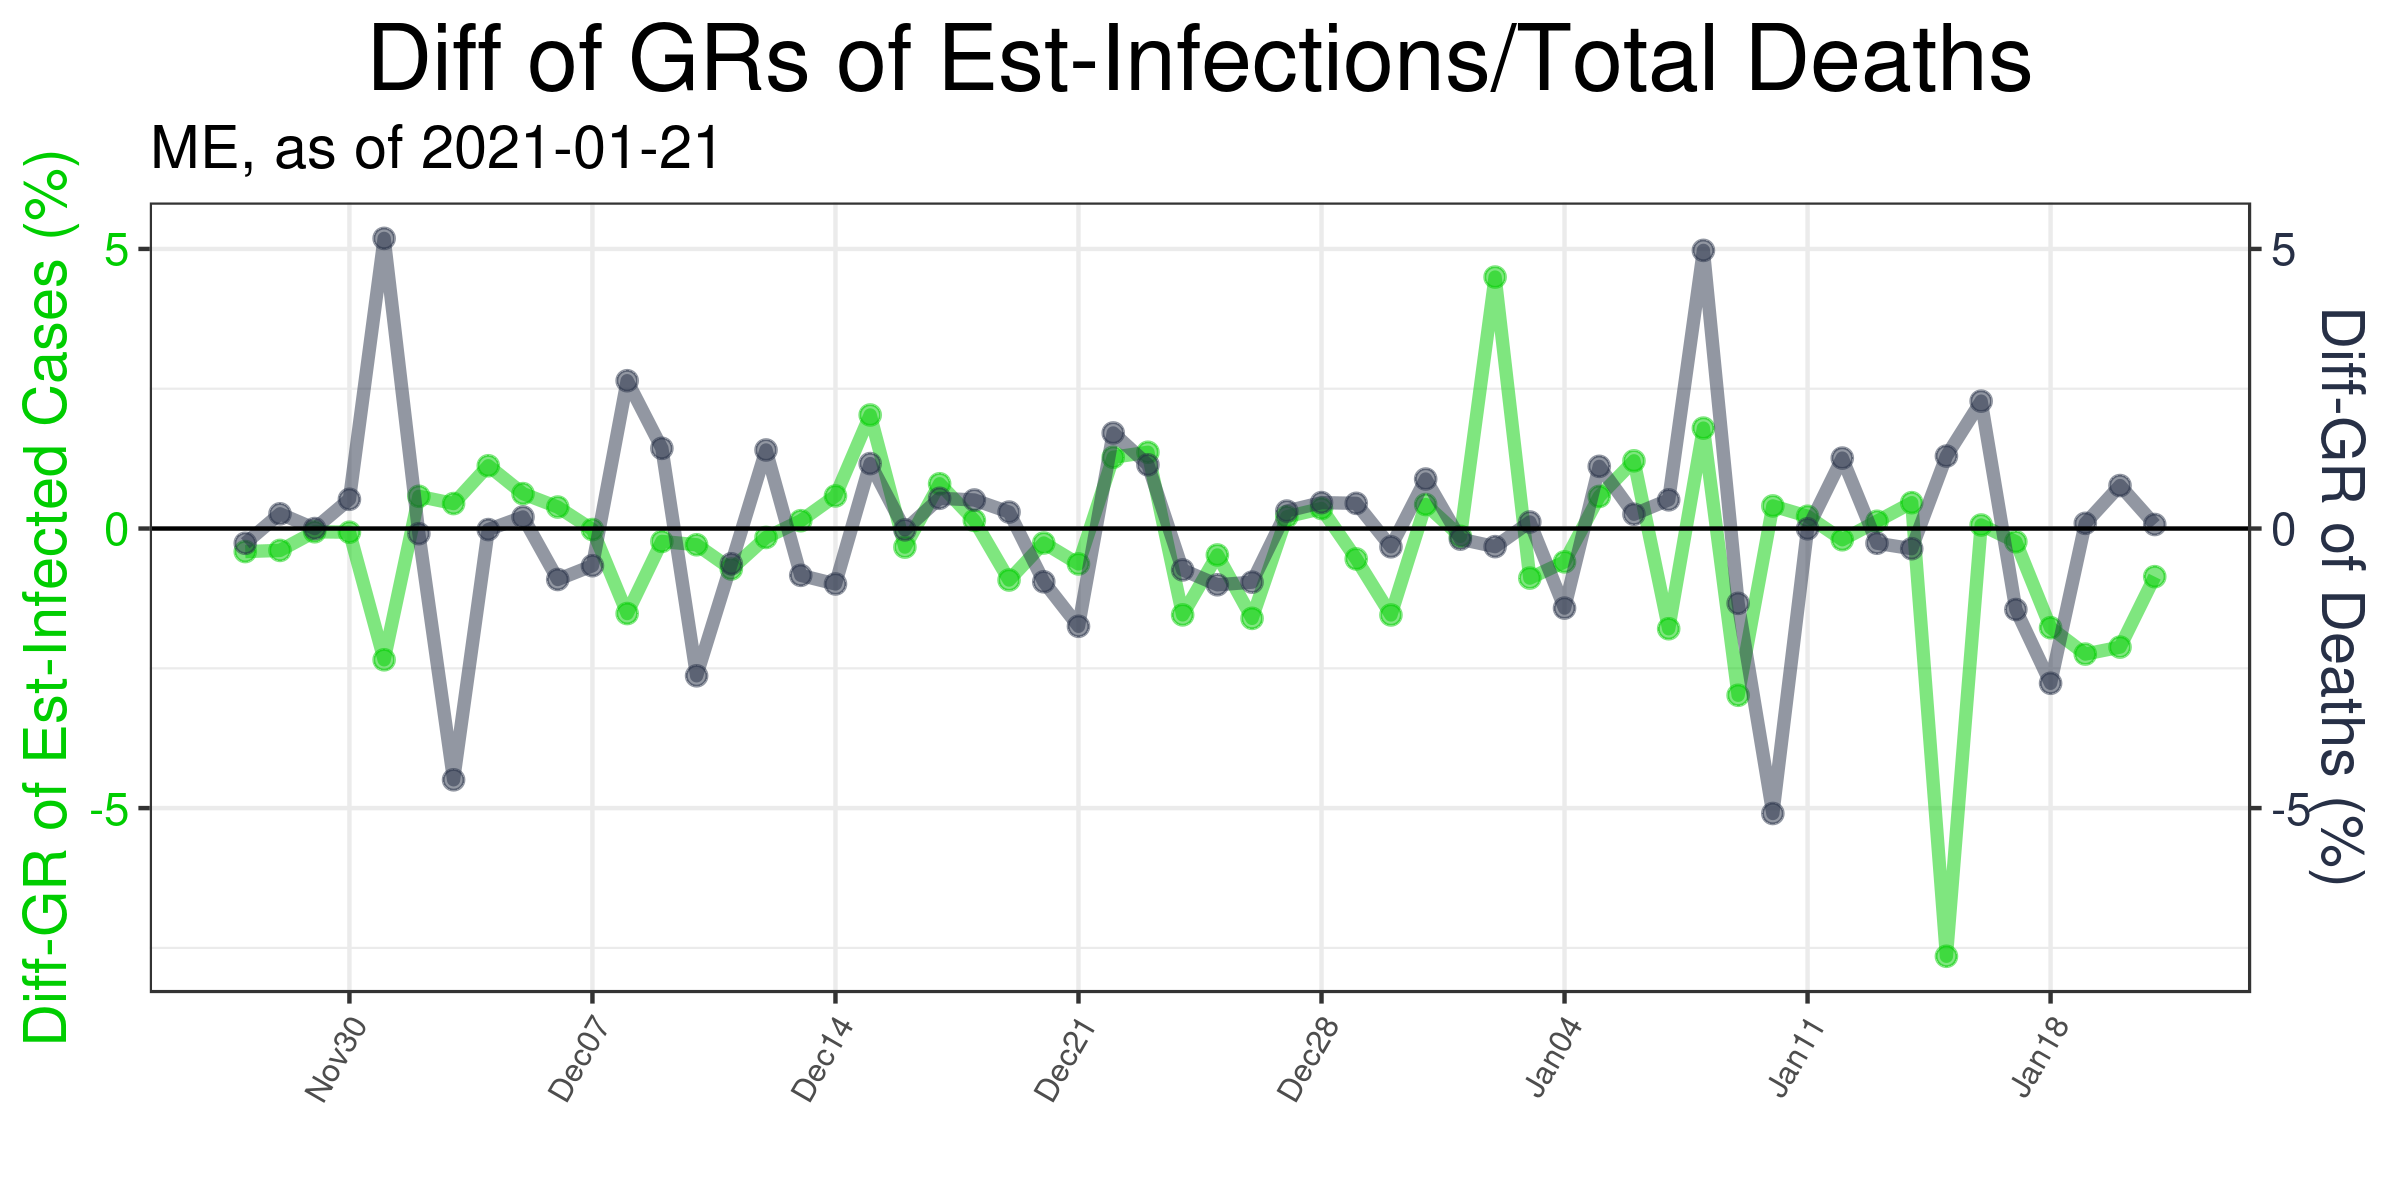 Diff of GRs of Est-Infections/Total Deaths
ME, as of 2021-01-21
Diff-GR of Est-Infected Cases (%)
5
0
-5
5
0
-5
Diff-GR of Deaths (%)
Nov30
Dec07
Dec14
Dec21
Dec28
Jan04
Jan11
Jan18